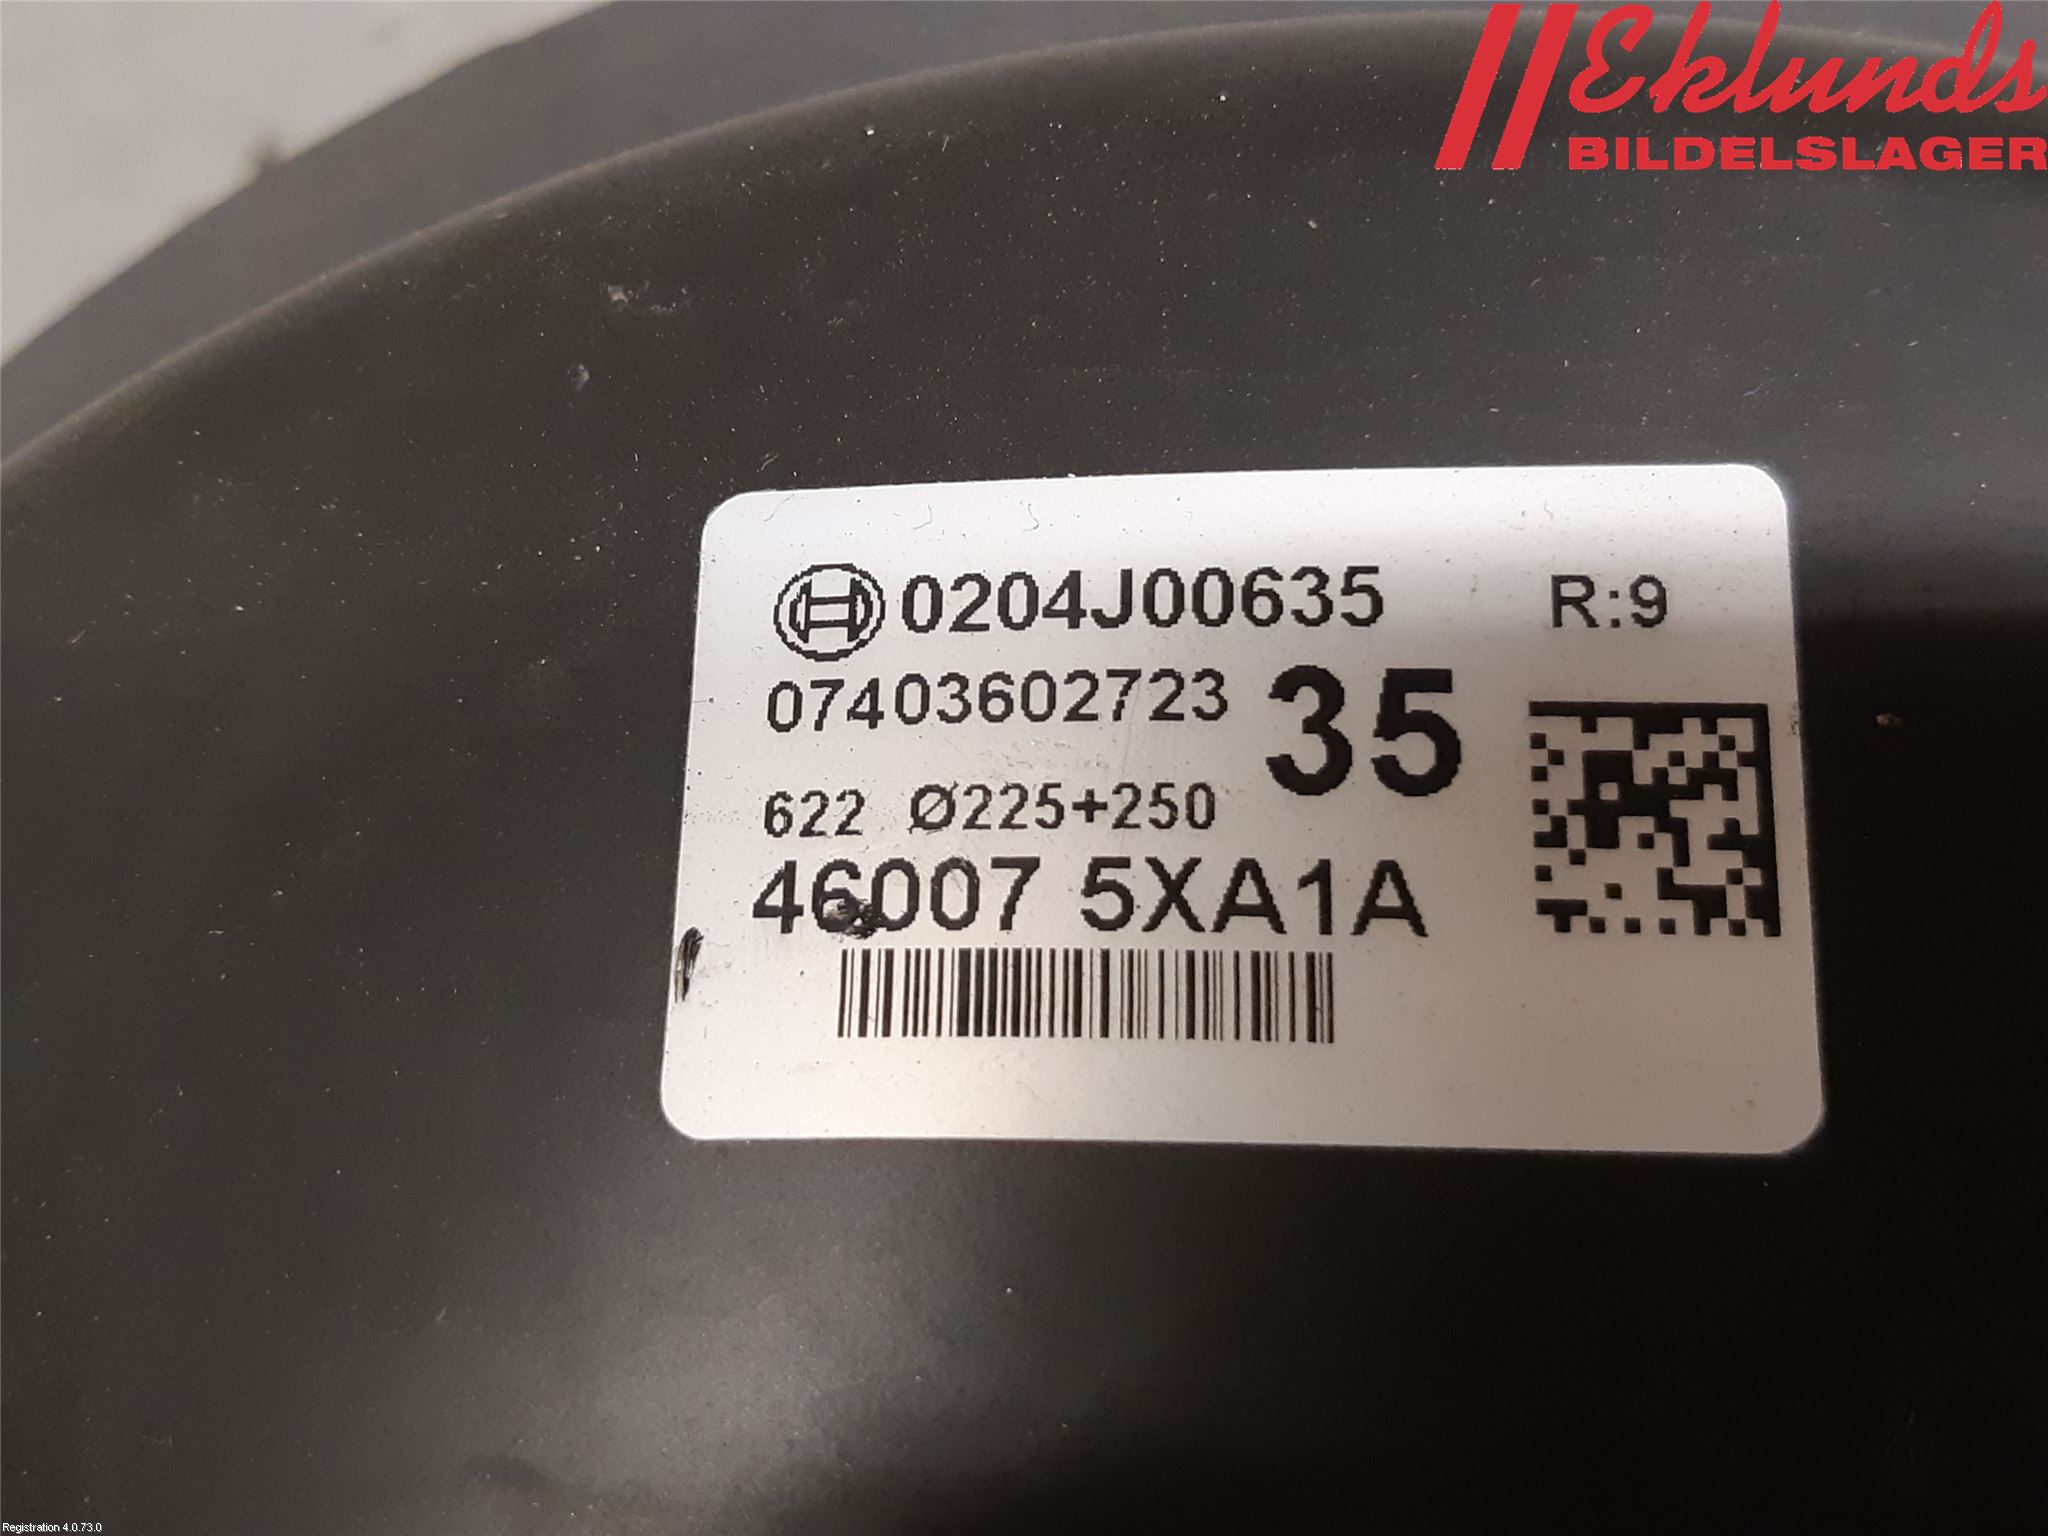 Eklunds
BILDELSLAGER
0204J00635 R:9
07403602723 35
622 Ø225+250
46007 5XA1A
Registration 4.0.73.0